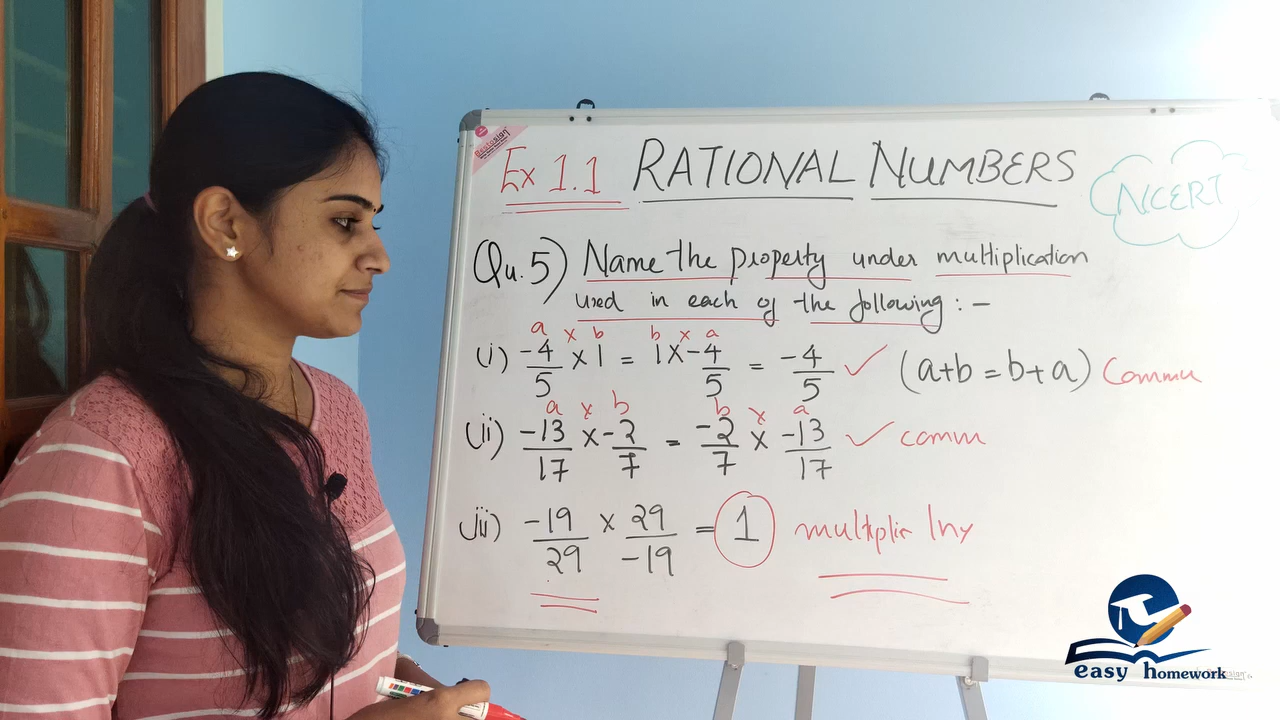 Ex 1.1 RATIONAL NUMBERS
NCERT
Qu. 5) Name the property under multiplication
used in each of the following : –
a x b b x a
(i) -4/5 x 1 = 1 x -4/5 = -4/5 ✓ (a+b = b+a) Commu
a x b b x a
(ii) -13/17 x -2/7 = -2/7 x -13/17 ✓ comm
(iii) -19/29 x 29/-19 = 1 multiplic Inv
easy homework